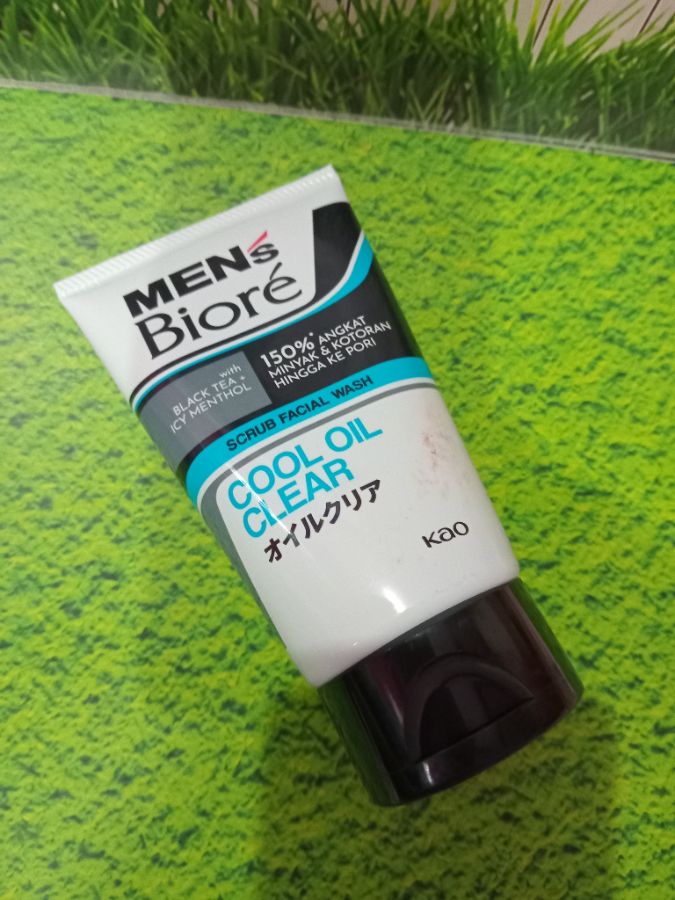 MEN's
Bioré
with
BLACK TEA +
ICY MENTHOL
150%* ANGKAT
MINYAK & KOTORAN
HINGGA KE PORI
SCRUB FACIAL WASH
COOL OIL
CLEAR
オイルクリア
Kao